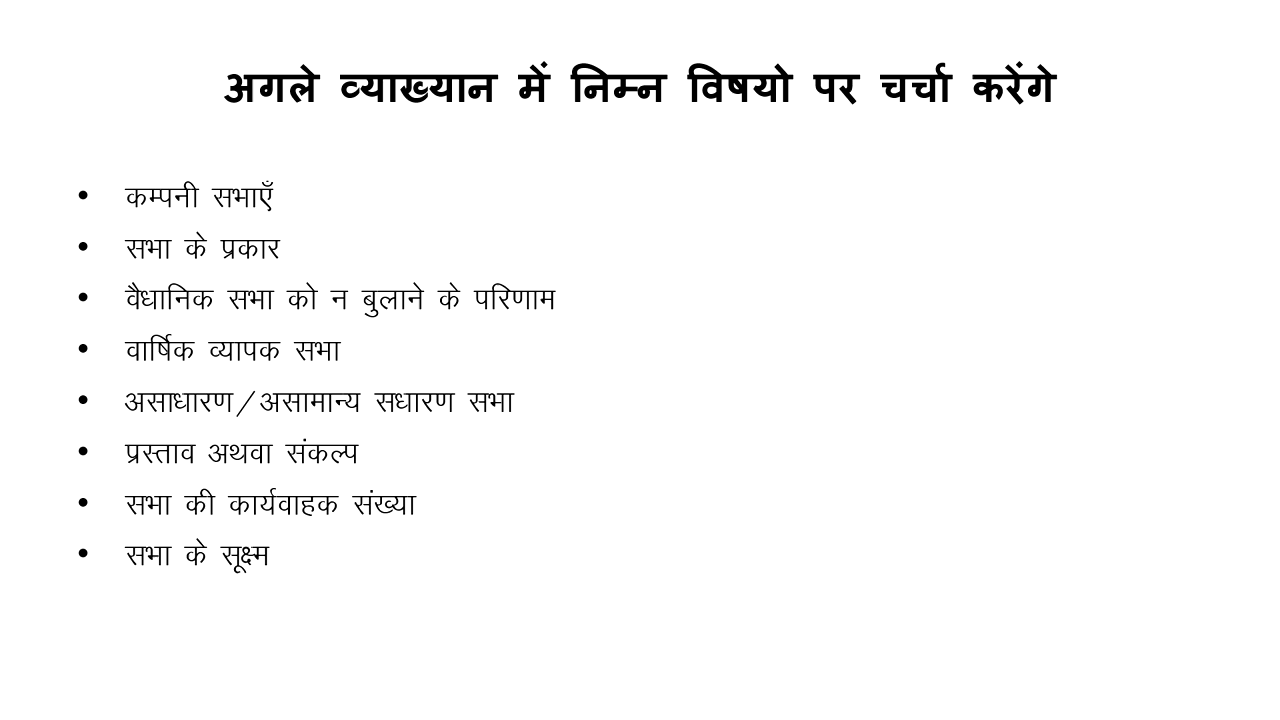 अगले व्याख्यान में निम्न विषयो पर चर्चा करेंगे
• कम्पनी सभाएँ
• सभा के प्रकार
• वैधानिक सभा को न बुलाने के परिणाम
• वार्षिक व्यापक सभा
• असाधारण/असामान्य सधारण सभा
• प्रस्ताव अथवा संकल्प
• सभा की कार्यवाहक संख्या
• सभा के सूक्ष्म